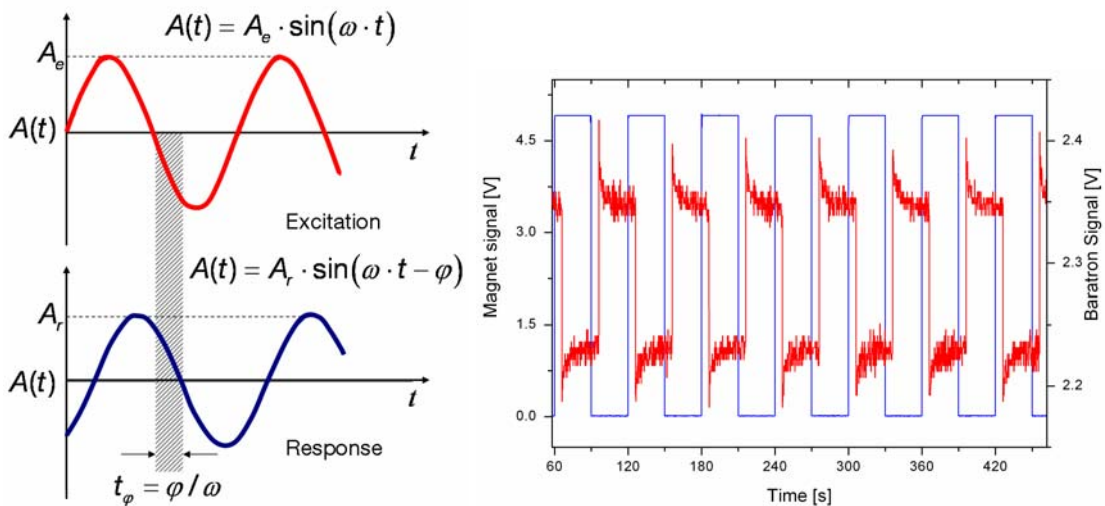 A(t) = A_e · sin(ω · t)
A_e
A(t)
t
Excitation
A(t) = A_r · sin(ω · t − φ)
A_r
A(t)
t
Response
t_φ = φ / ω
Magnet signal [V]
4.5
3.0
1.5
0.0
2.4
2.3
2.2
Baratron Signal [V]
60 120 180 240 300 360 420
Time [s]